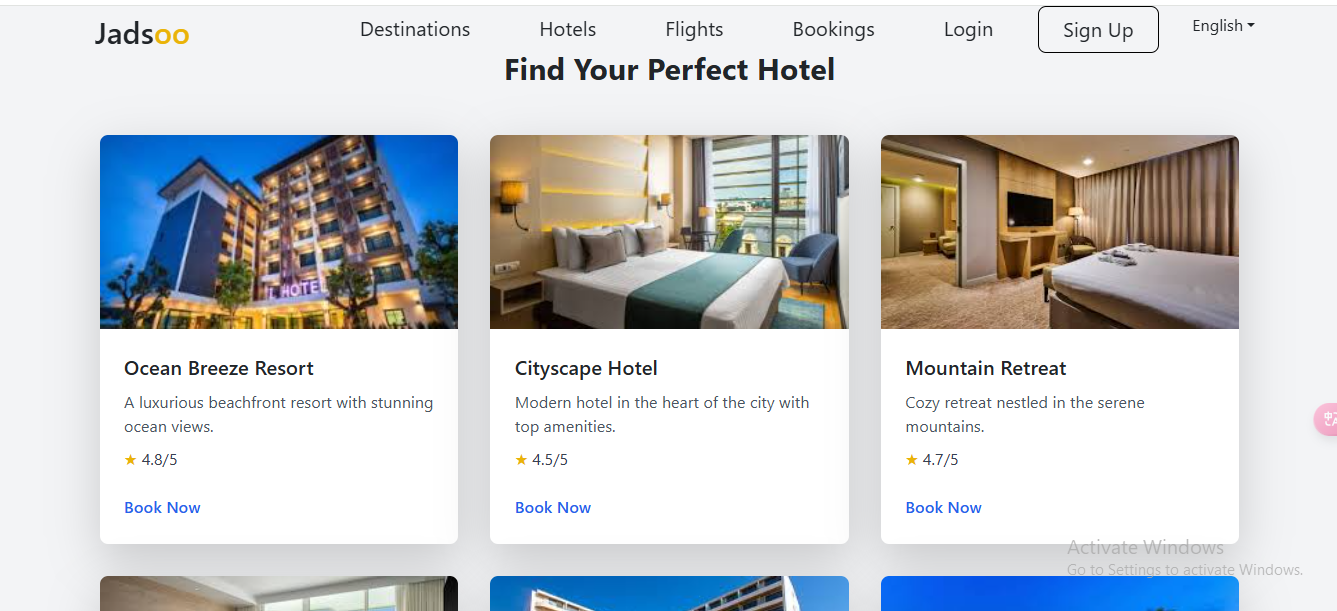 Jadsoo Destinations Hotels Flights Bookings Login Sign Up English
Find Your Perfect Hotel
HOTEL
Ocean Breeze Resort
A luxurious beachfront resort with stunning
ocean views.
★ 4.8/5
Book Now
Cityscape Hotel
Modern hotel in the heart of the city with
top amenities.
★ 4.5/5
Book Now
Mountain Retreat
Cozy retreat nestled in the serene
mountains.
★ 4.7/5
Book Now
Activate Windows
Go to Settings to activate Windows.